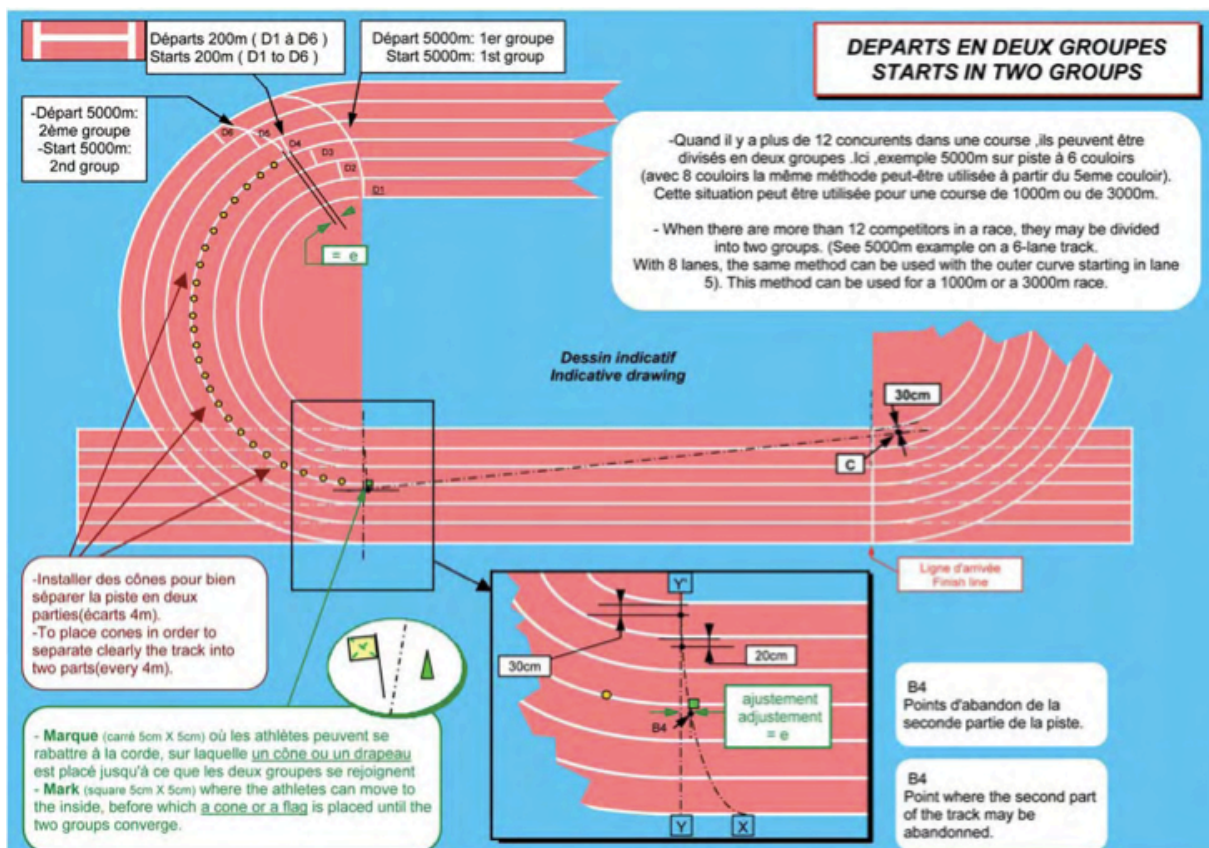 DEPARTS EN DEUX GROUPES
STARTS IN TWO GROUPS
Départs 200m ( D1 à D6 )
Starts 200m ( D1 to D6 )
Départ 5000m: 1er groupe
Start 5000m: 1st group
-Départ 5000m:
2ème groupe
-Start 5000m:
2nd group
D6
D5
D4
D3
D2
D1
= e
-Quand il y a plus de 12 concurents dans une course ,ils peuvent être
divisés en deux groupes .Ici ,exemple 5000m sur piste à 6 couloirs
(avec 8 couloirs la même méthode peut-être utilisée à partir du 5eme couloir).
Cette situation peut être utilisée pour une course de 1000m ou de 3000m.
- When there are more than 12 competitors in a race, they may be divided
into two groups. (See 5000m example on a 6-lane track.
With 8 lanes, the same method can be used with the outer curve starting in lane
5). This method can be used for a 1000m or a 3000m race.
Dessin indicatif
Indicative drawing
30cm
C
Ligne d'arrivée
Finish line
-Installer des cônes pour bien
séparer la piste en deux
parties(écarts 4m).
-To place cones in order to
separate clearly the track into
two parts(every 4m).
- Marque (carré 5cm X 5cm) où les athlètes peuvent se
rabattre à la corde, sur laquelle un cône ou un drapeau
est placé jusqu'à ce que les deux groupes se rejoignent
- Mark (square 5cm X 5cm) where the athletes can move to
the inside, before which a cone or a flag is placed until the
two groups converge.
Y'
30cm
20cm
ajustement
adjustement
= e
B4
Y
X
B4
Points d'abandon de la
seconde partie de la piste.
B4
Point where the second part
of the track may be
abandonned.